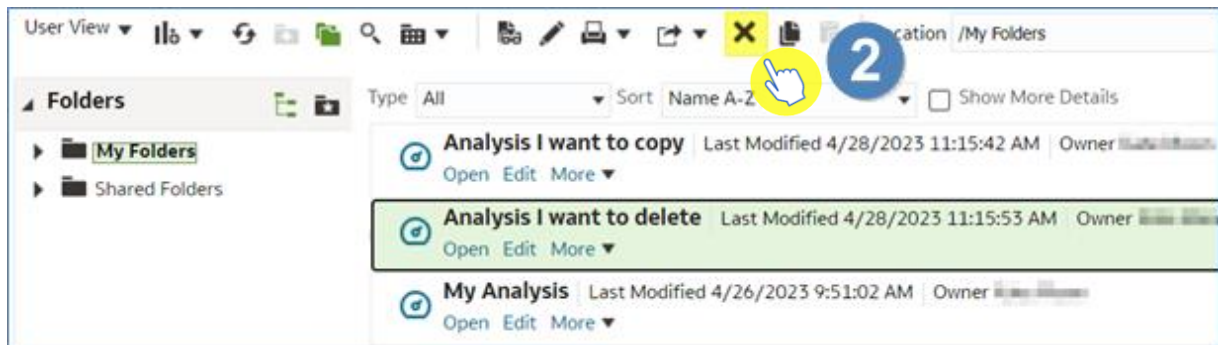 User View
2
cation /My Folders
Folders
Type All Sort Name A-Z Show More Details
My Folders
Shared Folders
Analysis I want to copy Last Modified 4/28/2023 11:15:42 AM Owner
Open Edit More
Analysis I want to delete Last Modified 4/28/2023 11:15:53 AM Owner
Open Edit More
My Analysis Last Modified 4/26/2023 9:51:02 AM Owner
Open Edit More